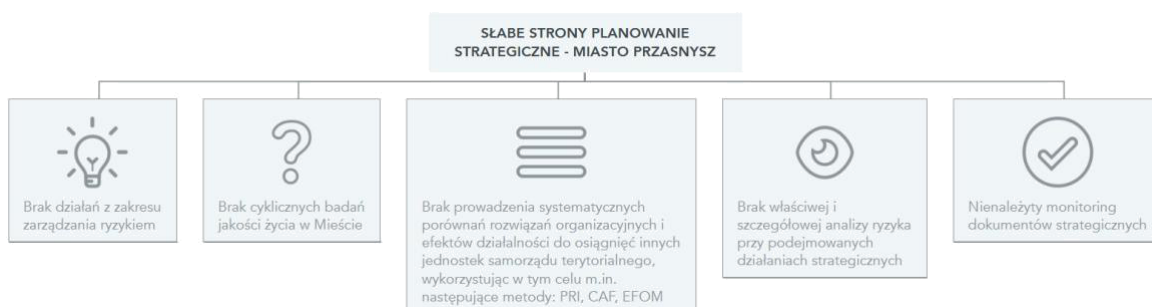 SŁABE STRONY PLANOWANIE
STRATEGICZNE - MIASTO PRZASNYSZ
Brak działań z zakresu
zarządzania ryzykiem
Brak cyklicznych badań
jakości życia w Mieście
Brak prowadzenia systematycznych
porównań rozwiązań organizacyjnych i
efektów działalności do osiągnięć innych
jednostek samorządu terytorialnego,
wykorzystując w tym celu m.in.
następujące metody: PRI, CAF, EFOM
Brak właściwej i
szczegółowej analizy ryzyka
przy podejmowanych
działaniach strategicznych
Nienależyty monitoring
dokumentów strategicznych